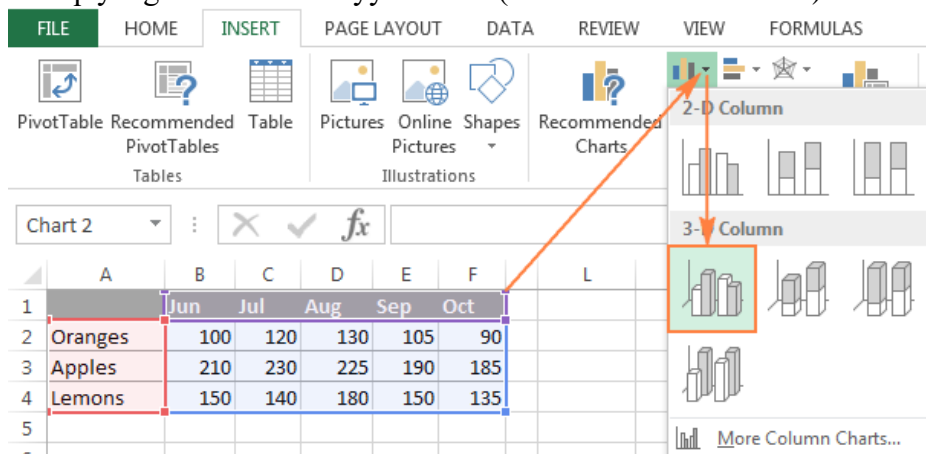 FILE HOME INSERT PAGE LAYOUT DATA REVIEW VIEW FORMULAS
PivotTable Recommended PivotTables Table Pictures Online Pictures Shapes Recommended Charts
Tables Illustrations
2-D Column
3-D Column
More Column Charts...
Chart 2 fx
A B C D E F L
1 Jun Jul Aug Sep Oct
2 Oranges 100 120 130 105 90
3 Apples 210 230 225 190 185
4 Lemons 150 140 180 150 135
5